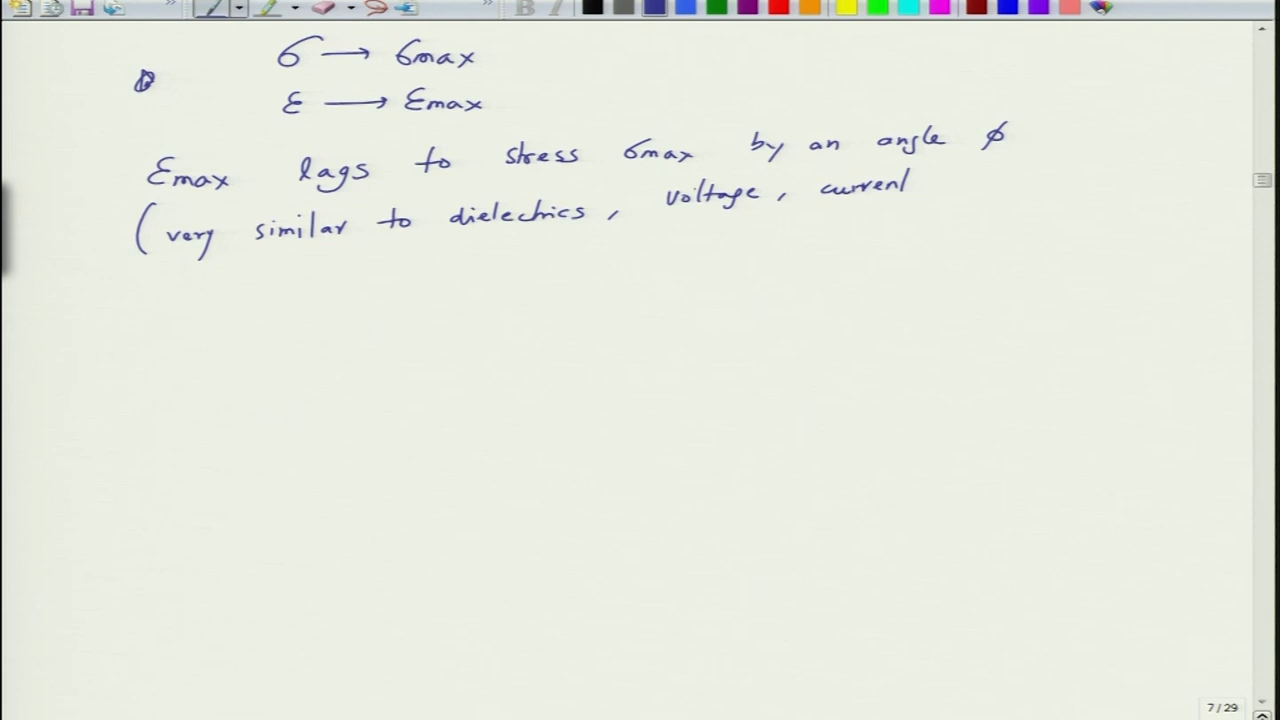 σ → σmax
ε → εmax
εmax lags to stress σmax by an angle ϕ
(very similar to dielectrics, voltage, current
7 / 29